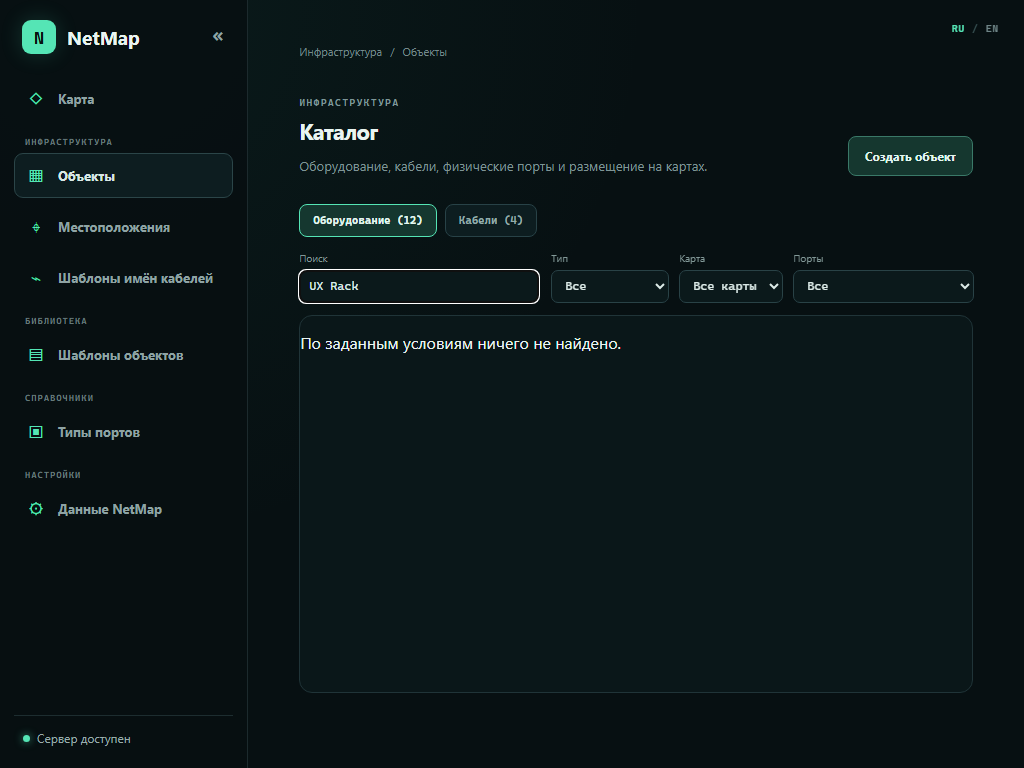 N NetMap «
RU / EN
Карта
ИНФРАСТРУКТУРА
Объекты
Местоположения
Шаблоны имён кабелей
БИБЛИОТЕКА
Шаблоны объектов
СПРАВОЧНИКИ
Типы портов
НАСТРОЙКИ
Данные NetMap
Сервер доступен
Инфраструктура / Объекты
ИНФРАСТРУКТУРА
Каталог
Оборудование, кабели, физические порты и размещение на картах.
Создать объект
Оборудование (12) Кабели (4)
Поиск Тип Карта Порты
UX Rack Все Все карты Все
По заданным условиям ничего не найдено.